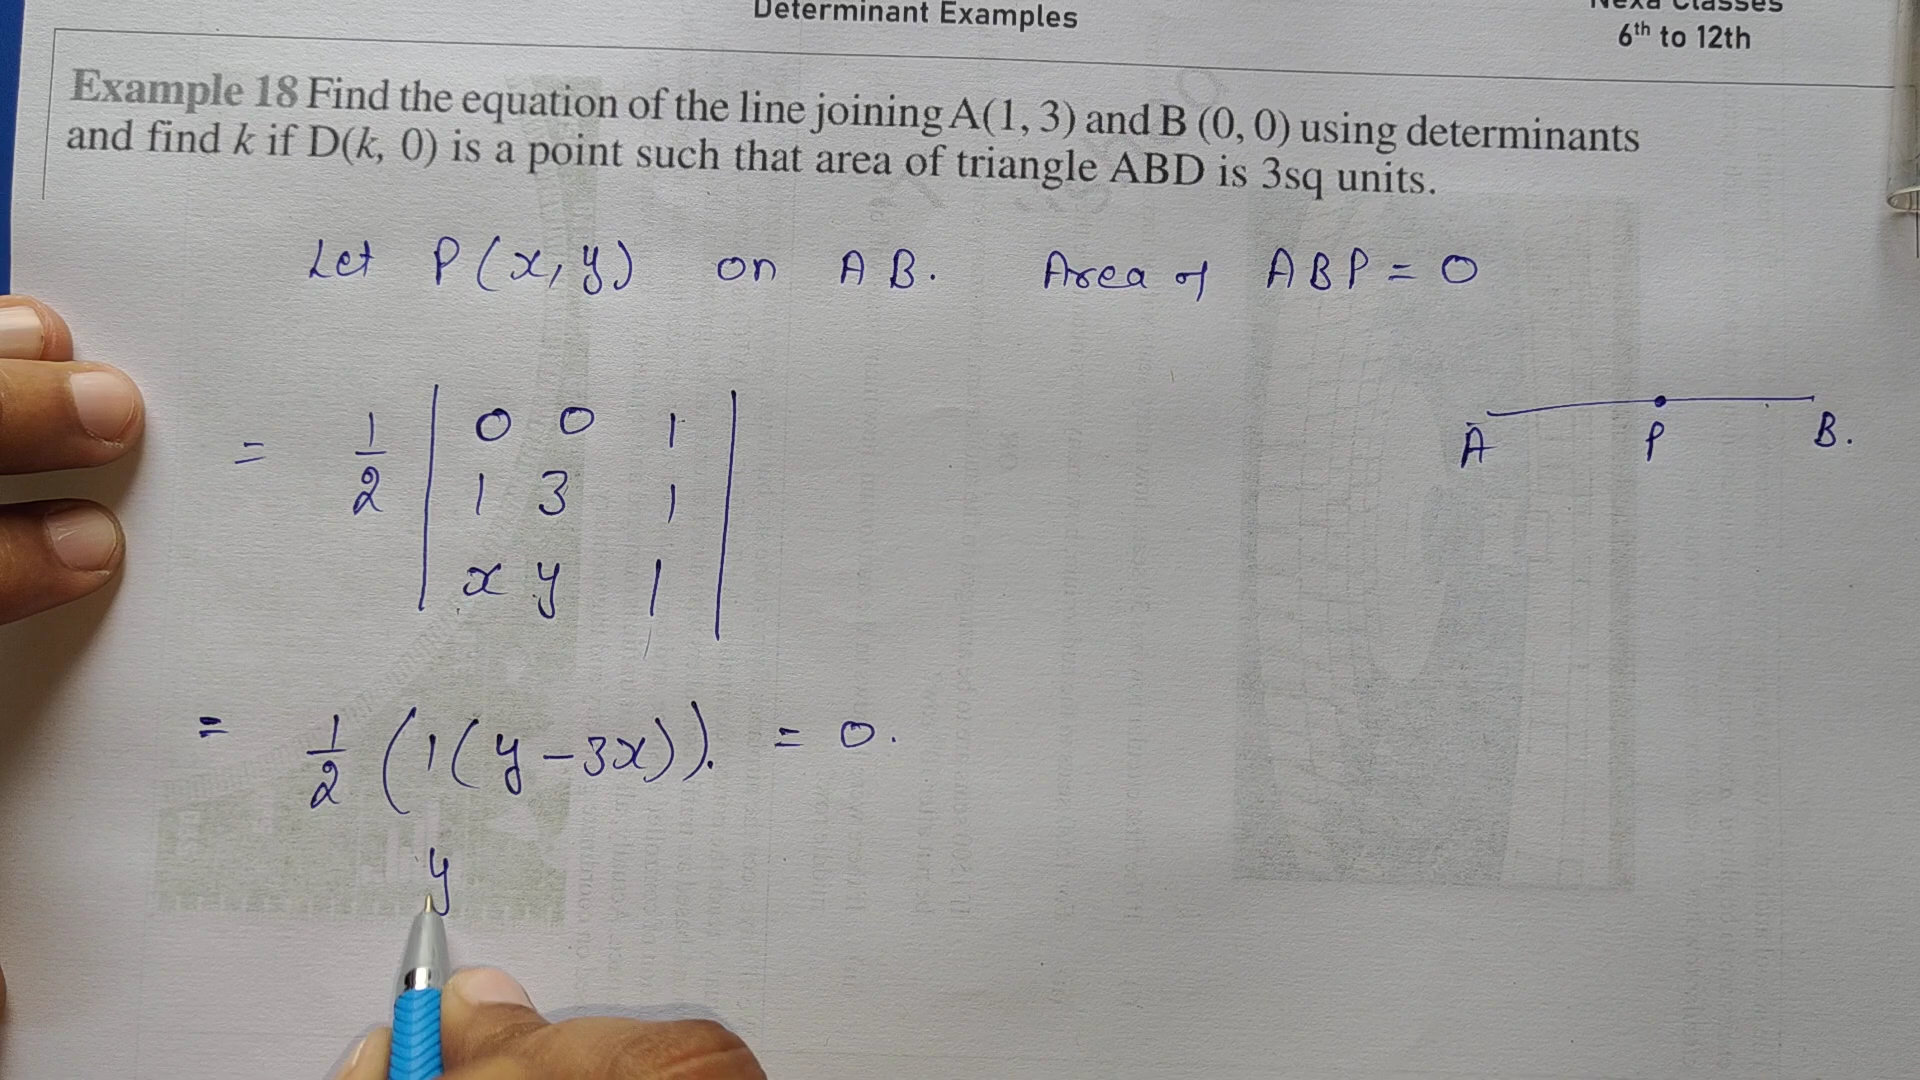 Determinant Examples
Nexa Classes
6th to 12th
Example 18 Find the equation of the line joining A(1, 3) and B (0, 0) using determinants
and find k if D(k, 0) is a point such that area of triangle ABD is 3sq units.
Let P(x, y) on AB. Area of ABP = 0
= 1/2 | 0 0 1
1 3 1
x y 1 |
A P B.
= 1/2 (1(y - 3x)). = 0.
y